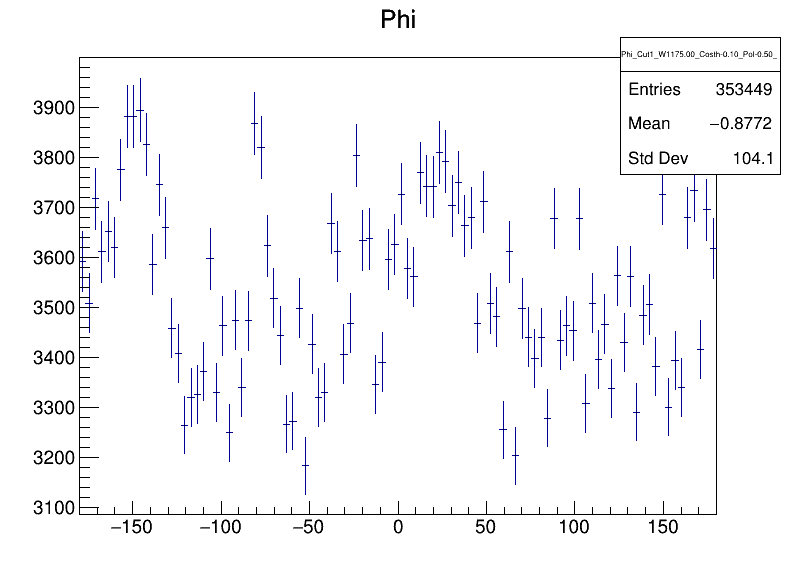 Phi
Phi_Cut1_W1175.00_Costh-0.10_Pol-0.50_
Entries 353449
Mean −0.8772
Std Dev 104.1
3900
3800
3700
3600
3500
3400
3300
3200
3100
−150 −100 −50 0 50 100 150